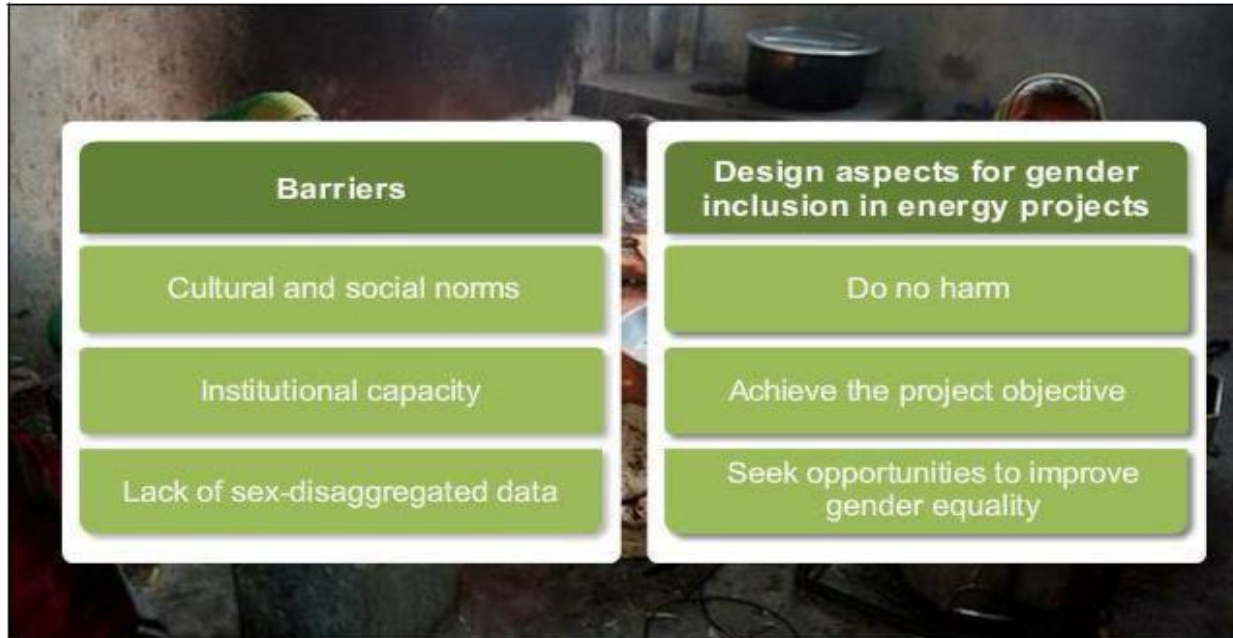 Barriers
Cultural and social norms
Institutional capacity
Lack of sex-disaggregated data
Design aspects for gender
inclusion in energy projects
Do no harm
Achieve the project objective
Seek opportunities to improve
gender equality